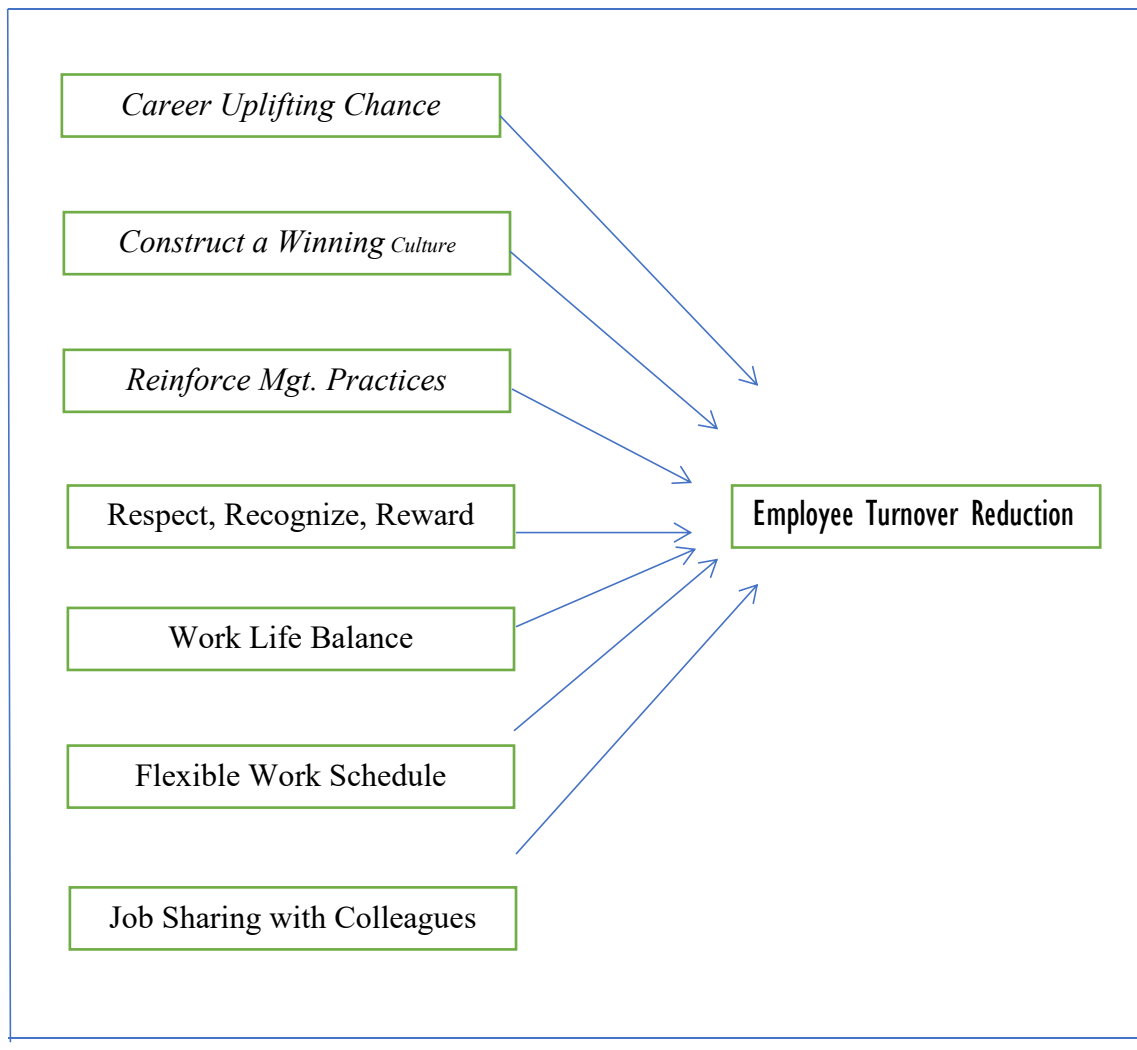 Career Uplifting Chance
Construct a Winning Culture
Reinforce Mgt. Practices
Respect, Recognize, Reward
Employee Turnover Reduction
Work Life Balance
Flexible Work Schedule
Job Sharing with Colleagues